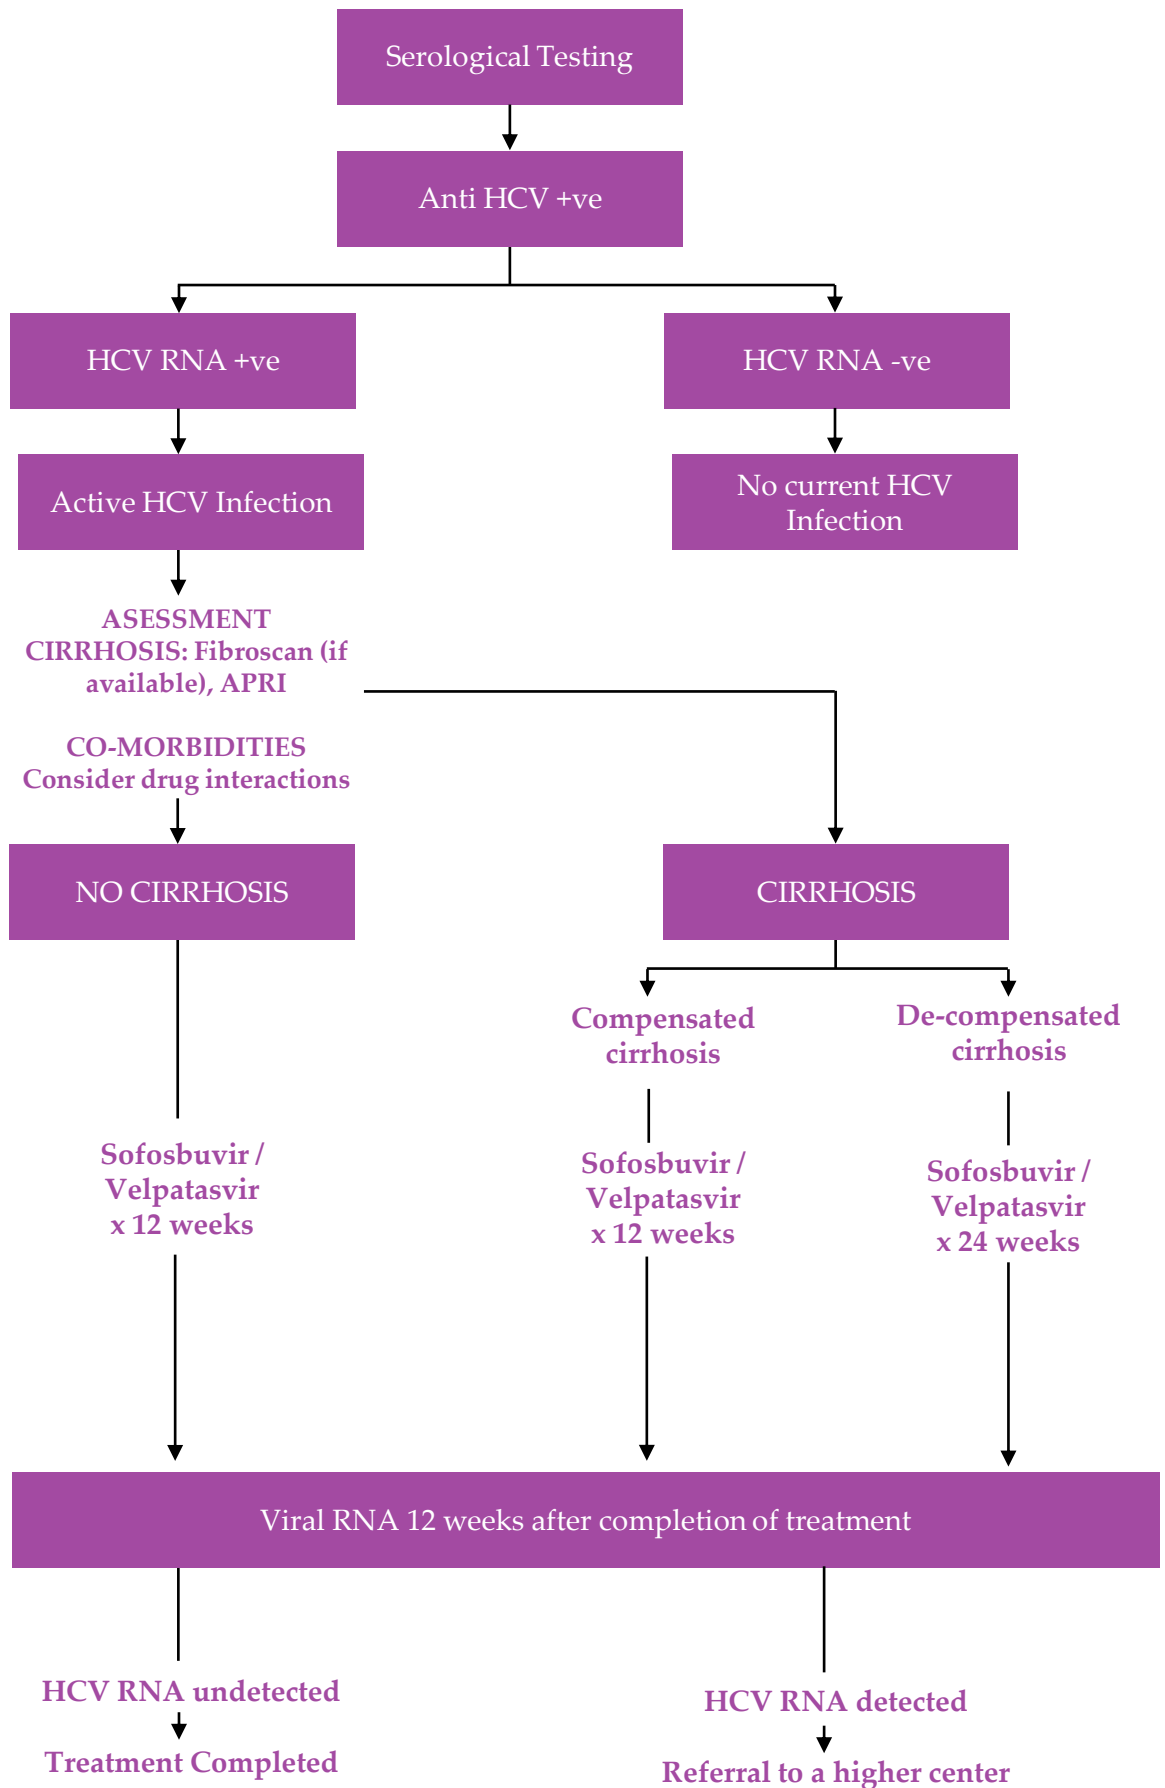 Serological Testing
Anti HCV +ve
HCV RNA +ve
HCV RNA -ve
Active HCV Infection
No current HCV
Infection
ASESSMENT
CIRRHOSIS: Fibroscan (if
available), APRI
CO-MORBIDITIES
Consider drug interactions
NO CIRRHOSIS
CIRRHOSIS
Compensated
cirrhosis
De-compensated
cirrhosis
Sofosbuvir /
Velpatasvir
x 12 weeks
Sofosbuvir /
Velpatasvir
x 12 weeks
Sofosbuvir /
Velpatasvir
x 24 weeks
Viral RNA 12 weeks after completion of treatment
HCV RNA undetected
HCV RNA detected
Treatment Completed
Referral to a higher center